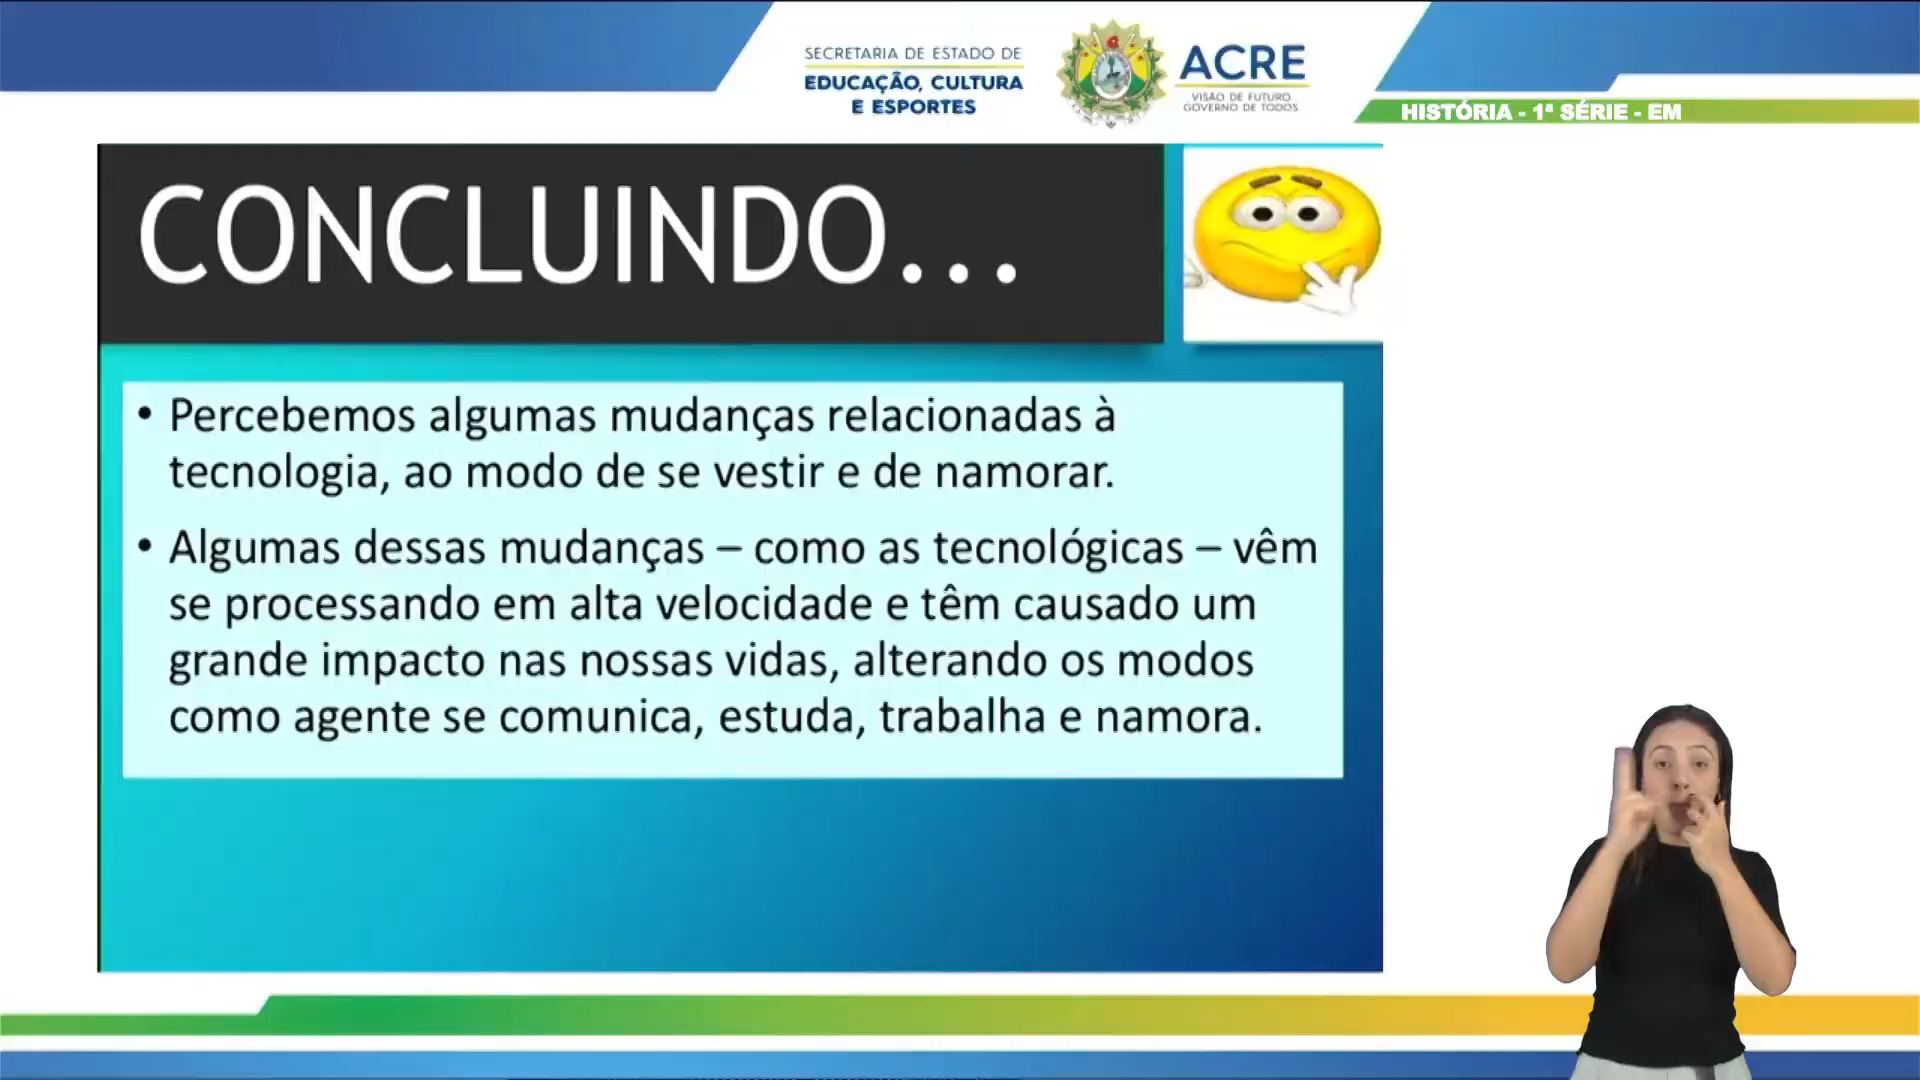 SECRETARIA DE ESTADO DE
EDUCAÇÃO, CULTURA
E ESPORTES
ACRE
VISÃO DE FUTURO
GOVERNO DE TODOS
HISTÓRIA - 1ª SÉRIE - EM
CONCLUINDO...
• Percebemos algumas mudanças relacionadas à
tecnologia, ao modo de se vestir e de namorar.
• Algumas dessas mudanças – como as tecnológicas – vêm
se processando em alta velocidade e têm causado um
grande impacto nas nossas vidas, alterando os modos
como agente se comunica, estuda, trabalha e namora.